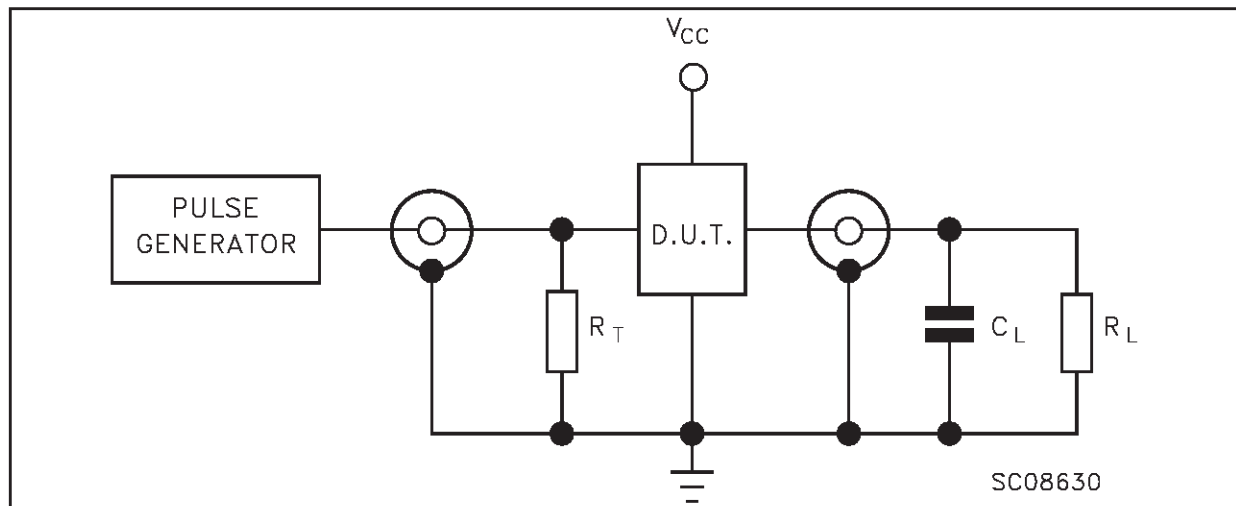 VCC
PULSE
GENERATOR
D.U.T.
RT
CL
RL
SC08630